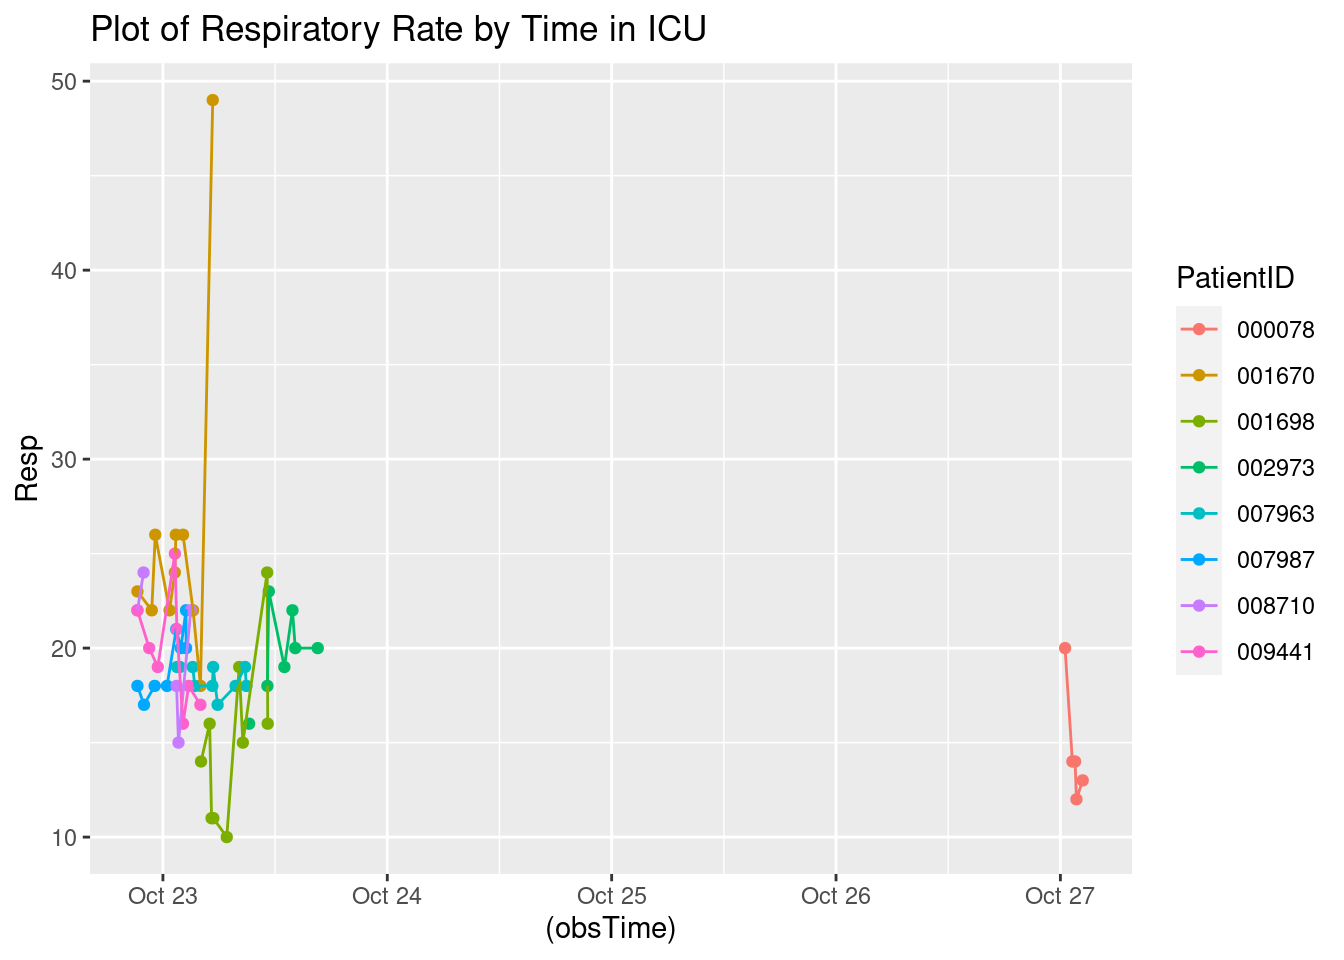 Plot of Respiratory Rate by Time in ICU
50
40
30
20
10
Resp
Oct 23 Oct 24 Oct 25 Oct 26 Oct 27
(obsTime)
PatientID
000078
001670
001698
002973
007963
007987
008710
009441